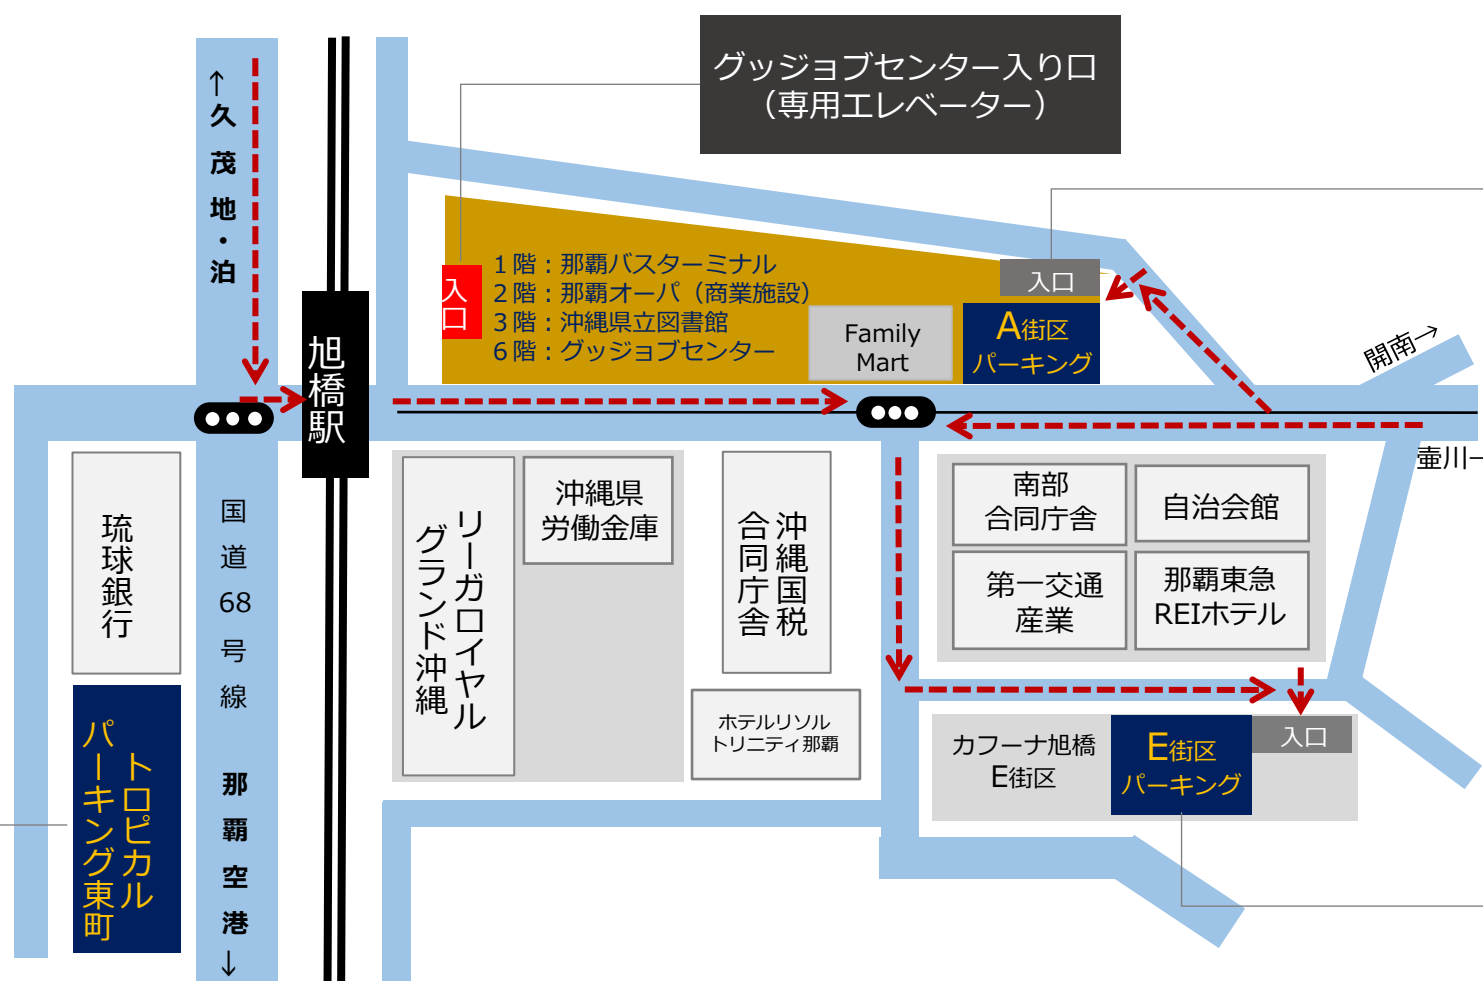 グッジョブセンター入り口
（専用エレベーター）
↑久茂地・泊
入口
1階：那覇バスターミナル
2階：那覇オーパ（商業施設）
3階：沖縄県立図書館
6階：グッジョブセンター
Family
Mart
入口
A街区
パーキング
開南→
旭橋駅
壷川
琉球銀行
国道68号線
那覇空港↓
トロピカル
パーキング東町
リーガロイヤル
グランド沖縄
沖縄県
労働金庫
沖縄国税
合同庁舎
ホテルリソル
トリニティ那覇
南部
合同庁舎
自治会館
第一交通
産業
那覇東急
REIホテル
カフーナ旭橋
E街区
E街区
パーキング
入口